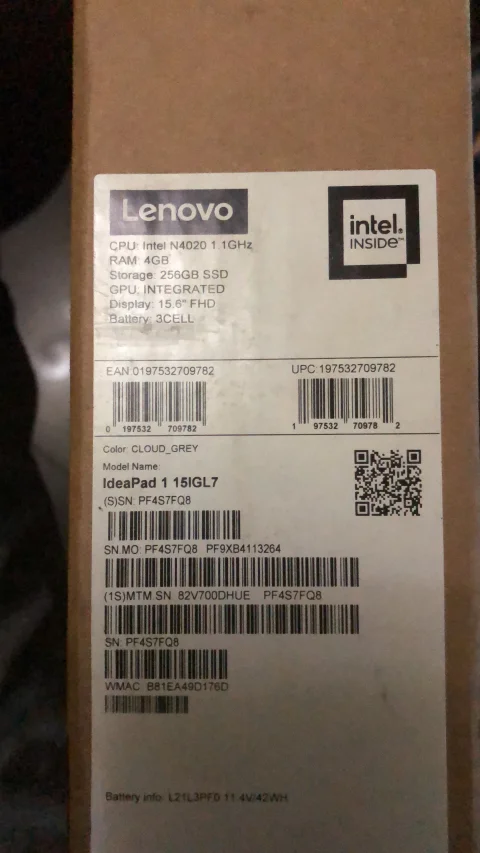 Lenovo
intel.
INSIDE™
CPU: Intel N4020 1.1GHz
RAM: 4GB
Storage: 256GB SSD
GPU: INTEGRATED
Display: 15.6" FHD
Battery: 3CELL
EAN:0197532709782
UPC:197532709782
0 197532 709782
1 97532 70978 2
Color: CLOUD_GREY
Model Name:
IdeaPad 1 15IGL7
(S)SN: PF4S7FQ8
SN.MO: PF4S7FQ8 PF9XB4113264
(1S)MTM.SN 82V700DHUE PF4S7FQ8
SN: PF4S7FQ8
WMAC: B81EA49D176D
Battery info: L21L3PF0 11.4V/42WH